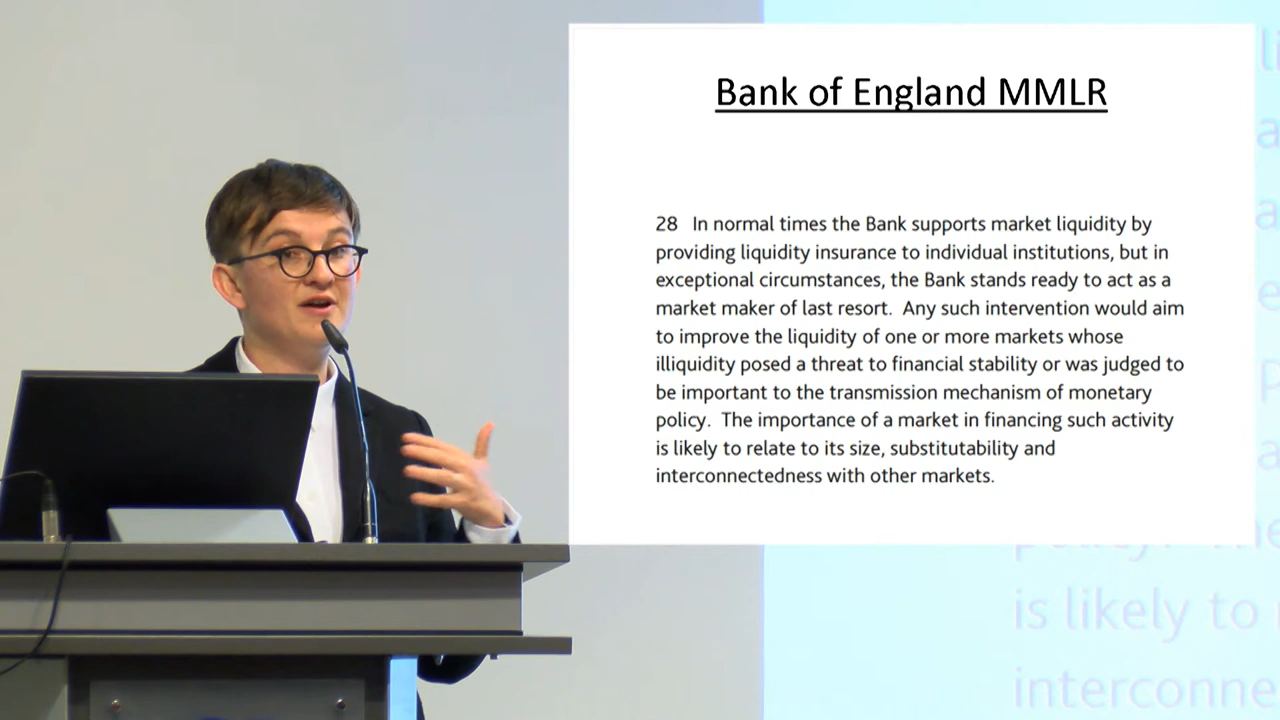 Bank of England MMLR
28 In normal times the Bank supports market liquidity by
providing liquidity insurance to individual institutions, but in
exceptional circumstances, the Bank stands ready to act as a
market maker of last resort. Any such intervention would aim
to improve the liquidity of one or more markets whose
illiquidity posed a threat to financial stability or was judged to
be important to the transmission mechanism of monetary
policy. The importance of a market in financing such activity
is likely to relate to its size, substitutability and
interconnectedness with other markets.
is likely to
interconne